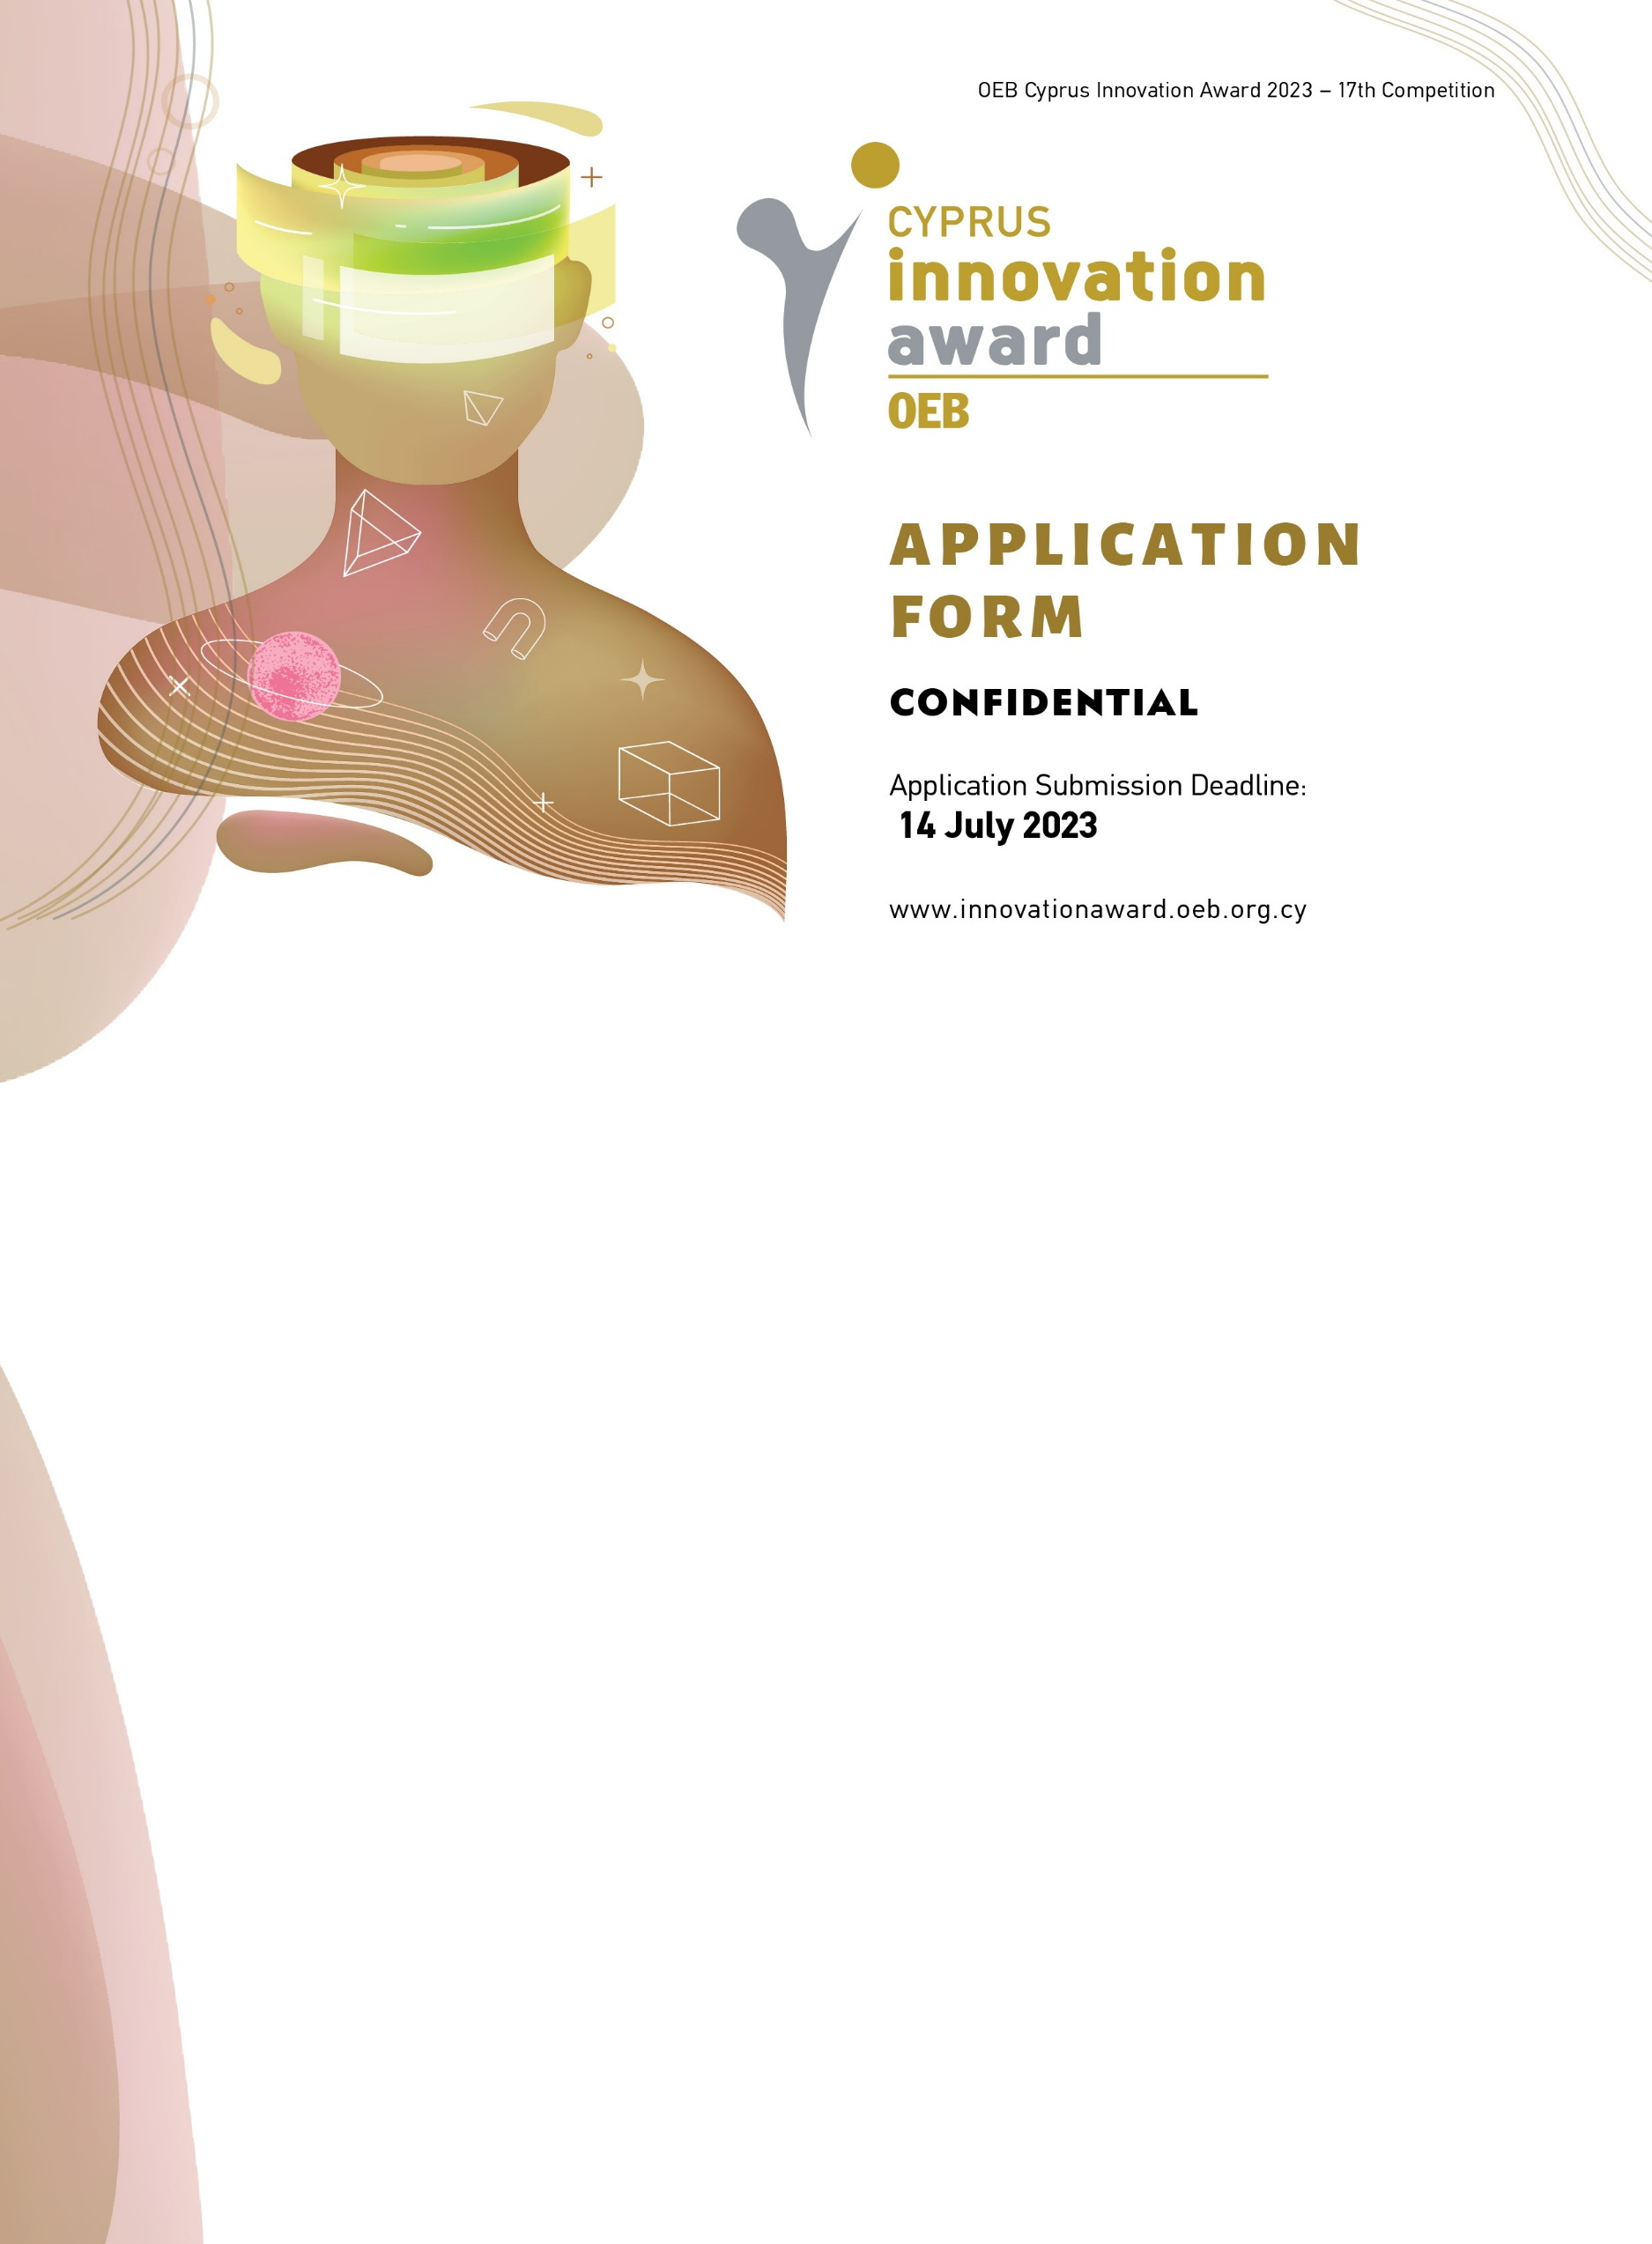 OEB Cyprus Innovation Award 2023 – 17th Competition
CYPRUS
innovation
award
OEB
APPLICATION
FORM
CONFIDENTIAL
Application Submission Deadline:
14 July 2023
www.innovationaward.oeb.org.cy